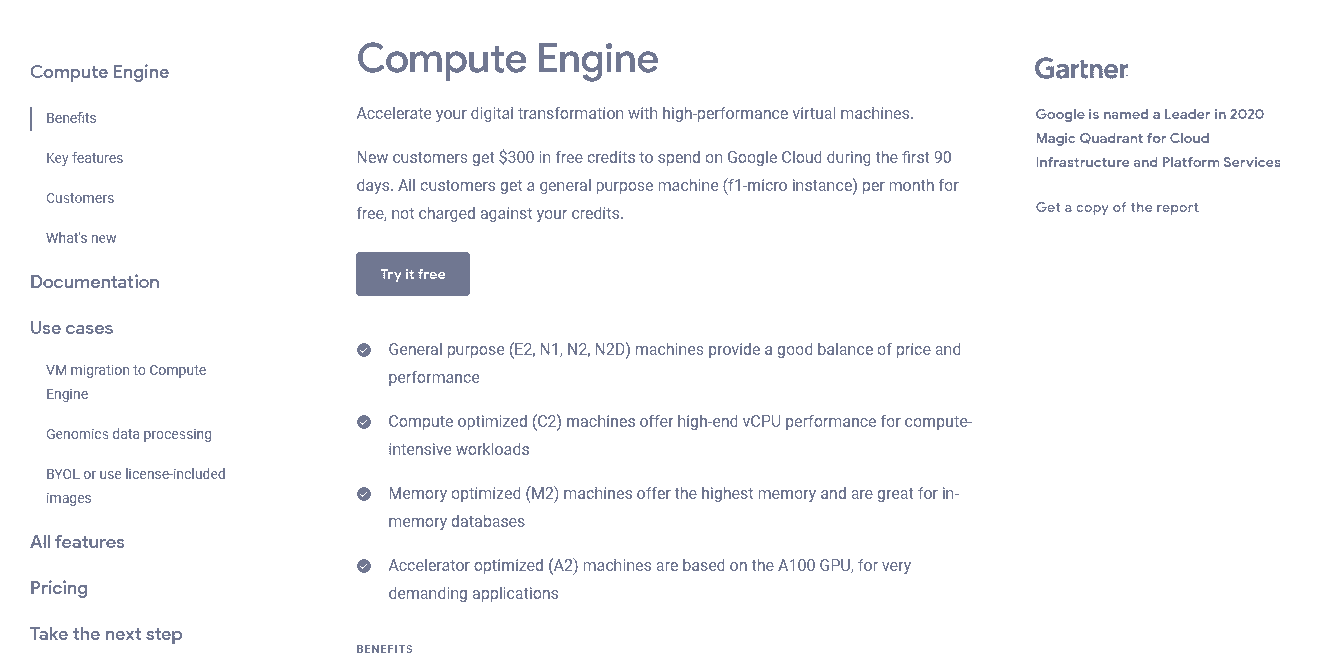 Compute Engine
Benefits
Key features
Customers
What's new
Documentation
Use cases
VM migration to Compute
Engine
Genomics data processing
BYOL or use license-included
images
All features
Pricing
Take the next step
Compute Engine
Accelerate your digital transformation with high-performance virtual machines.
New customers get $300 in free credits to spend on Google Cloud during the first 90
days. All customers get a general purpose machine (f1-micro instance) per month for
free, not charged against your credits.
Try it free
General purpose (E2, N1, N2, N2D) machines provide a good balance of price and
performance
Compute optimized (C2) machines offer high-end vCPU performance for compute-
intensive workloads
Memory optimized (M2) machines offer the highest memory and are great for in-
memory databases
Accelerator optimized (A2) machines are based on the A100 GPU, for very
demanding applications
BENEFITS
Gartner
Google is named a Leader in 2020
Magic Quadrant for Cloud
Infrastructure and Platform Services
Get a copy of the report